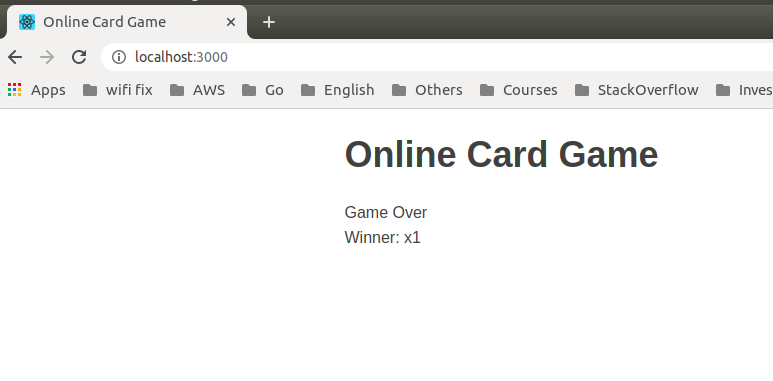 Online Card Game
localhost:3000
Apps wifi fix AWS Go English Others Courses StackOverflow Inves
Online Card Game
Game Over
Winner: x1